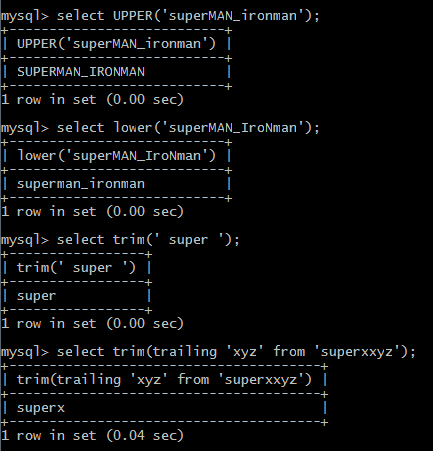 mysql> select UPPER('superMAN_ironman');
+---------------------------+
| UPPER('superMAN_ironman') |
+---------------------------+
| SUPERMAN_IRONMAN          |
+---------------------------+
1 row in set (0.00 sec)
mysql> select lower('superMAN_IroNman');
+---------------------------+
| lower('superMAN_IroNman') |
+---------------------------+
| superman_ironman          |
+---------------------------+
1 row in set (0.00 sec)
mysql> select trim(' super ');
+-----------------+
| trim(' super ') |
+-----------------+
| super           |
+-----------------+
1 row in set (0.00 sec)
mysql> select trim(trailing 'xyz' from 'superxxyz');
+---------------------------------------+
| trim(trailing 'xyz' from 'superxxyz') |
+---------------------------------------+
| superx                                |
+---------------------------------------+
1 row in set (0.04 sec)